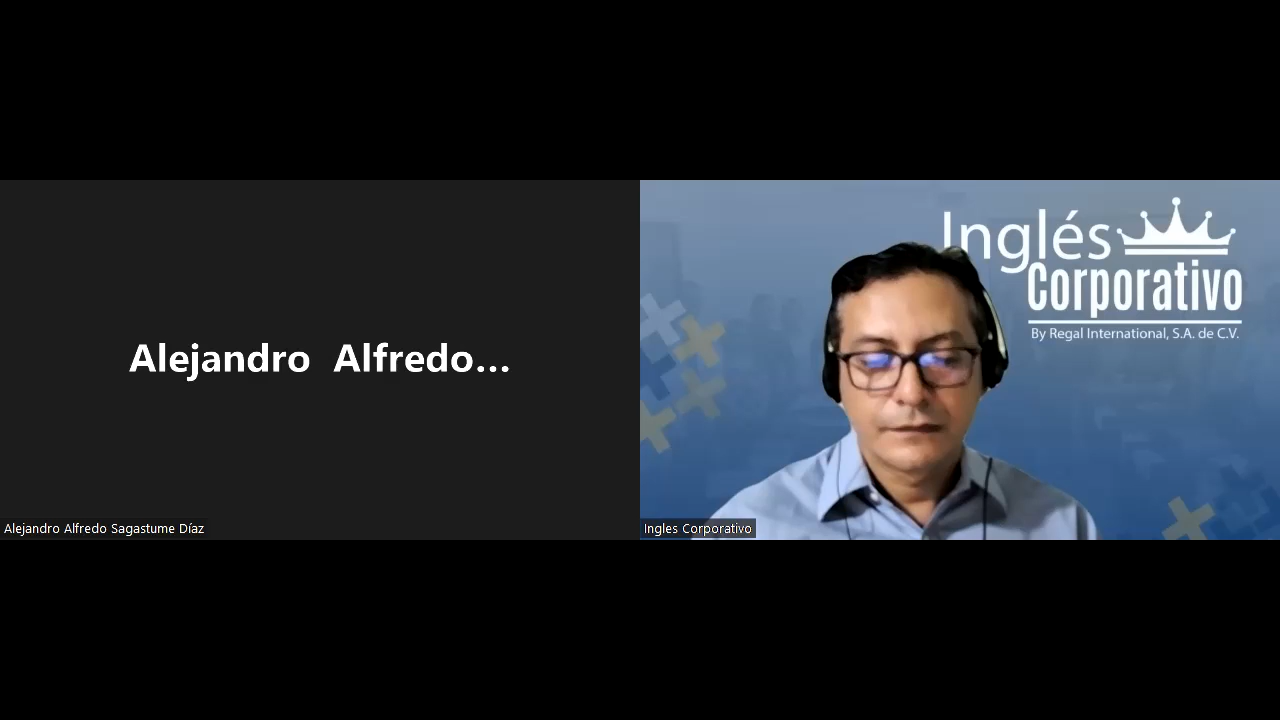 Alejandro Alfredo...
Alejandro Alfredo Sagastume Díaz
Inglés
Corporativo
By Regal International, S.A. de C.V.
Ingles Corporativo